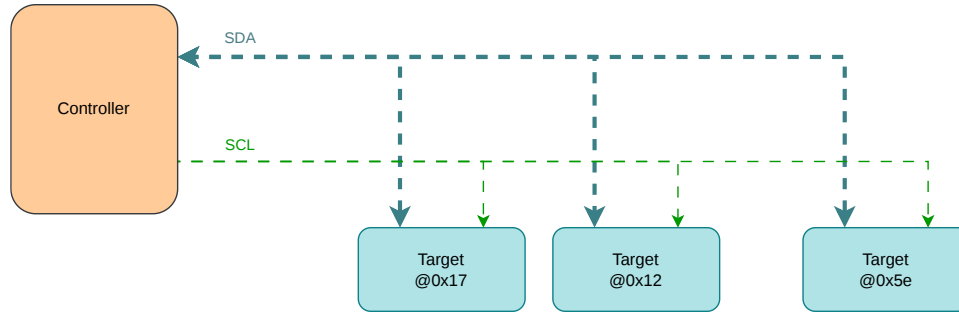 SDA
Controller
SCL
Target
@0x17
Target
@0x12
Target
@0x5e